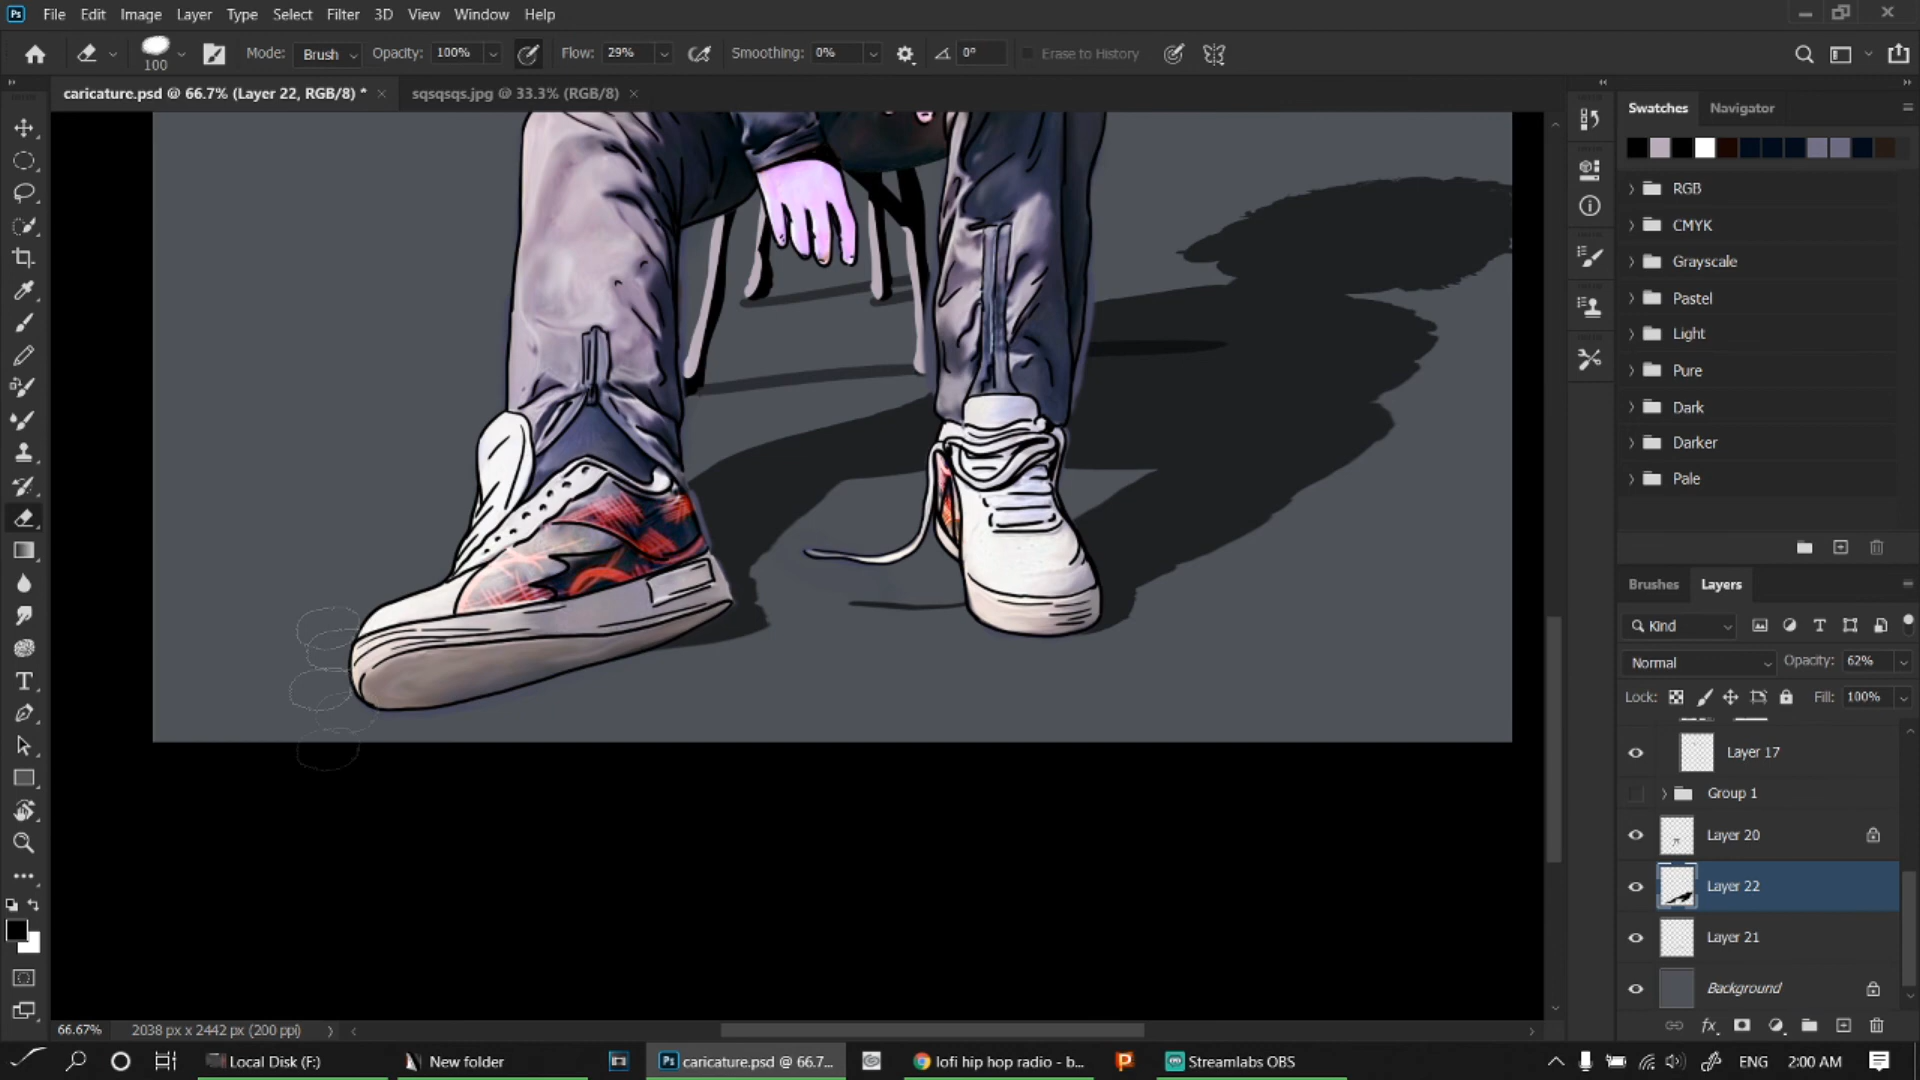 Ps File Edit Image Layer Type Select Filter 3D View Window Help
100 Mode: Brush Opacity: 100% Flow: 29% Smoothing: 0% 0° Erase to History
caricature.psd @ 66.7% (Layer 22, RGB/8) * sqsqsqs.jpg @ 33.3% (RGB/8)
Swatches Navigator
RGB
CMYK
Grayscale
Pastel
Light
Pure
Dark
Darker
Pale
Brushes Layers
Kind
Normal Opacity: 62%
Lock: Fill: 100%
Layer 17
Group 1
Layer 20
Layer 22
Layer 21
Background
66.67% 2038 px x 2442 px (200 ppi)
Local Disk (F:) New folder Ps caricature.psd @ 66.7... lofi hip hop radio - b... P Streamlabs OBS ENG 2:00 AM